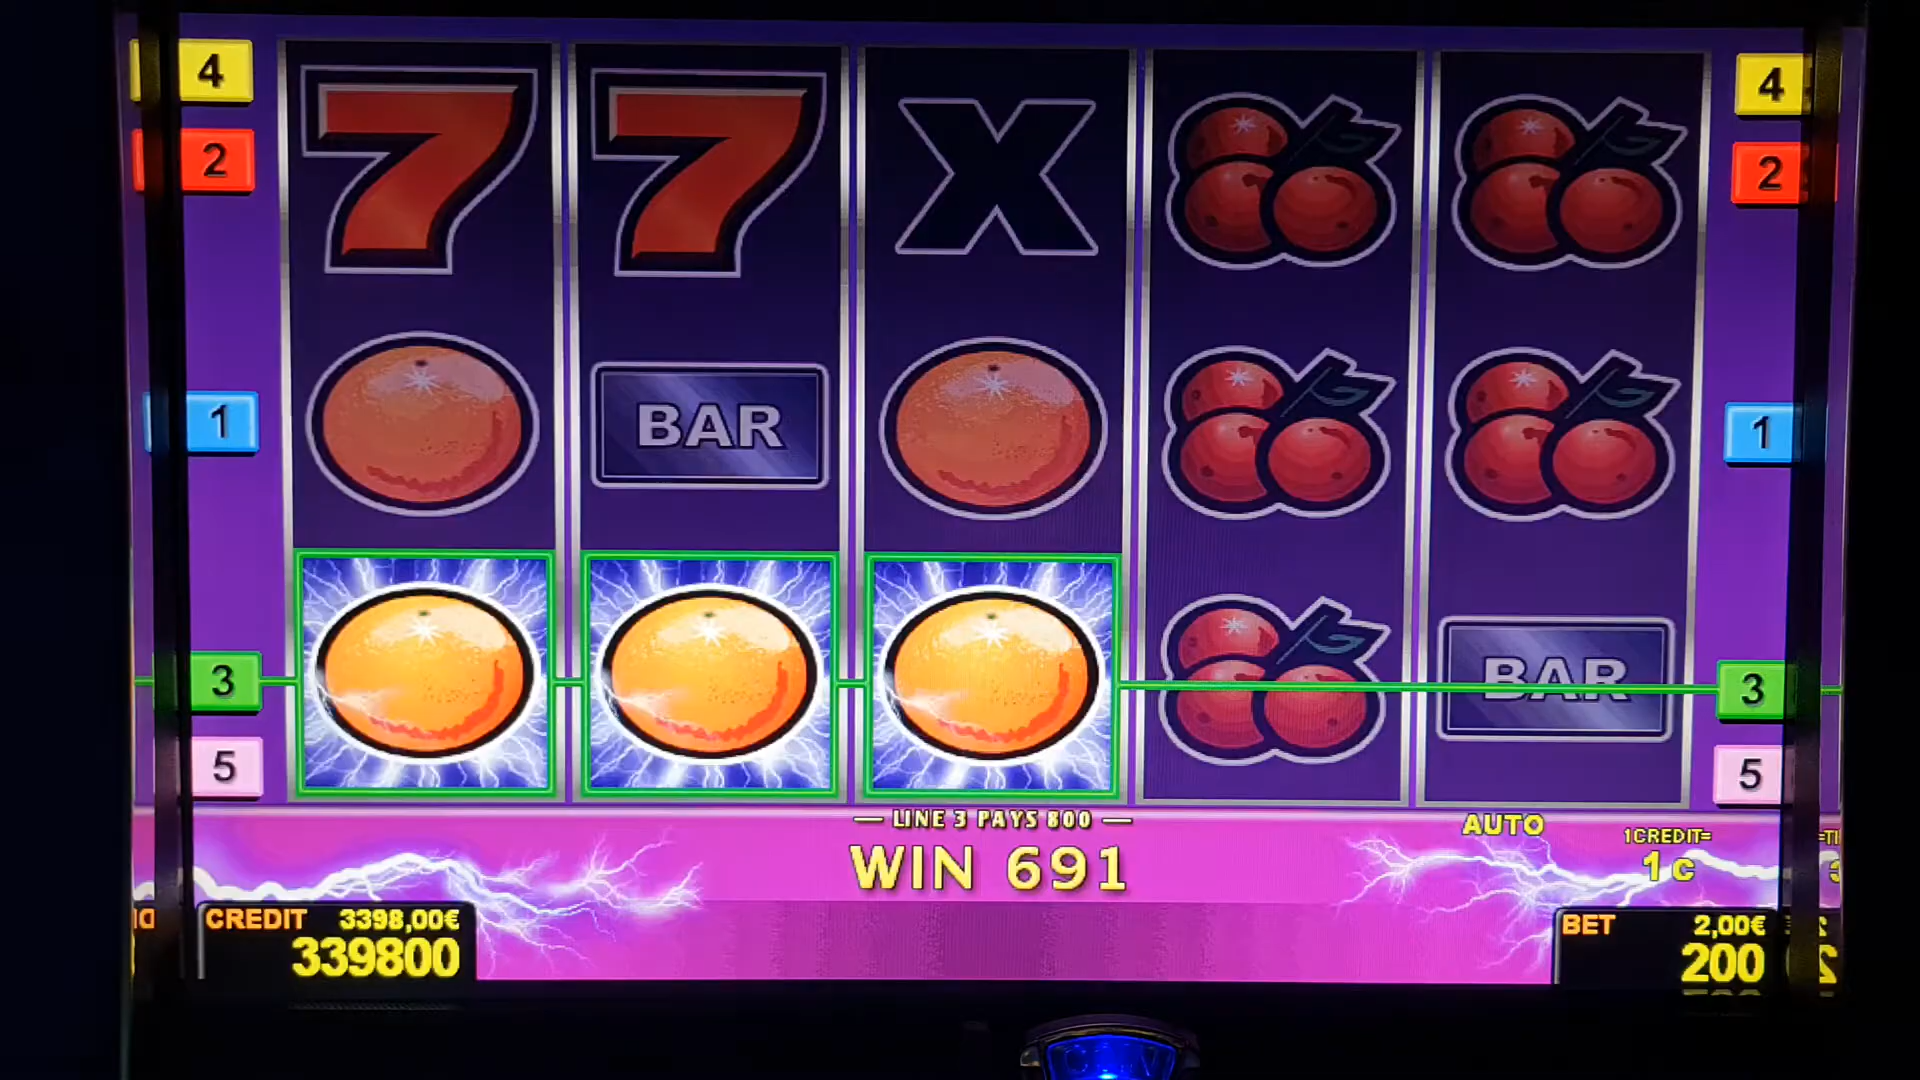 4
4
2
2
X
1
BAR
1
3
BAR
3
5
5
LINE 3 PAYS 800
AUTO
1CREDIT=
1c
WIN 691
CREDIT 3398,00€
339800
BET 2,00€
200